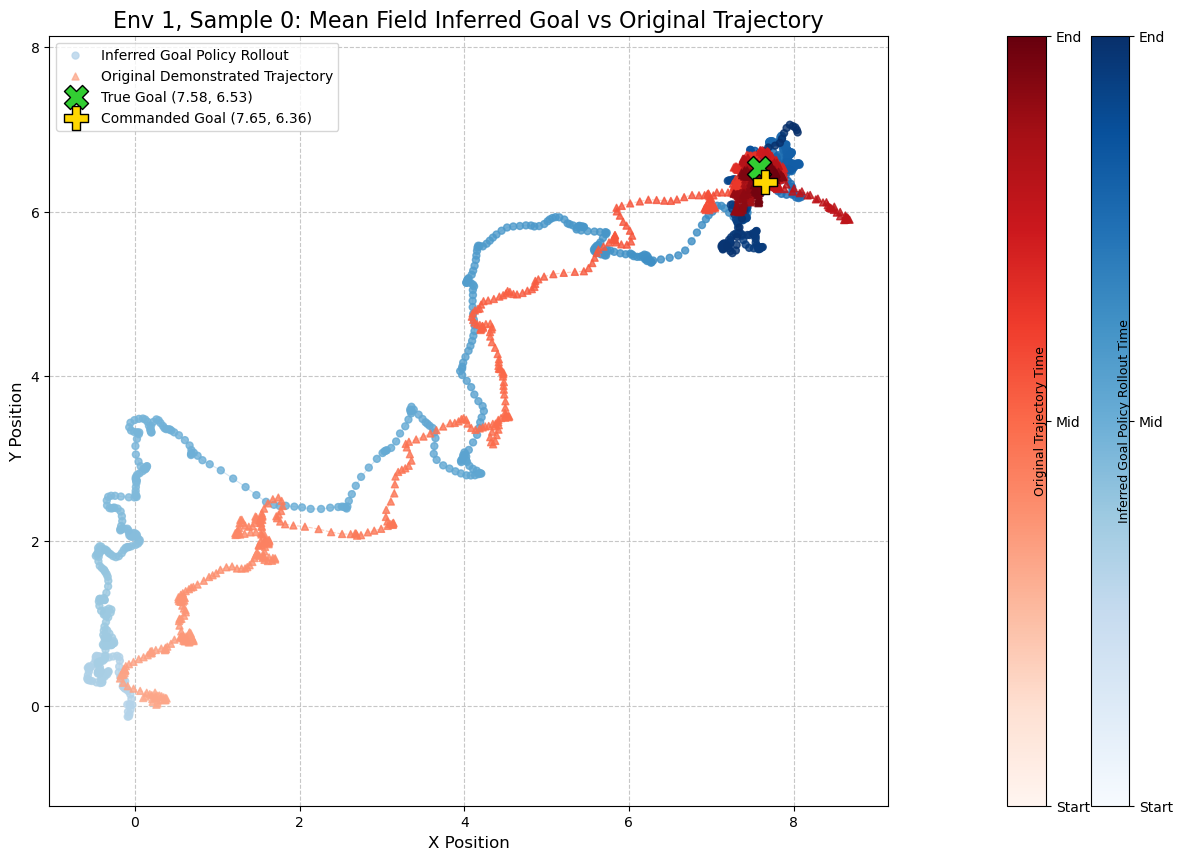 Env 1, Sample 0: Mean Field Inferred Goal vs Original Trajectory
Inferred Goal Policy Rollout
Original Demonstrated Trajectory
True Goal (7.58, 6.53)
Commanded Goal (7.65, 6.36)
8
6
4
2
0
Y Position
0
2
4
6
8
X Position
End
Mid
Start
Original Trajectory Time
End
Mid
Start
Inferred Goal Policy Rollout Time